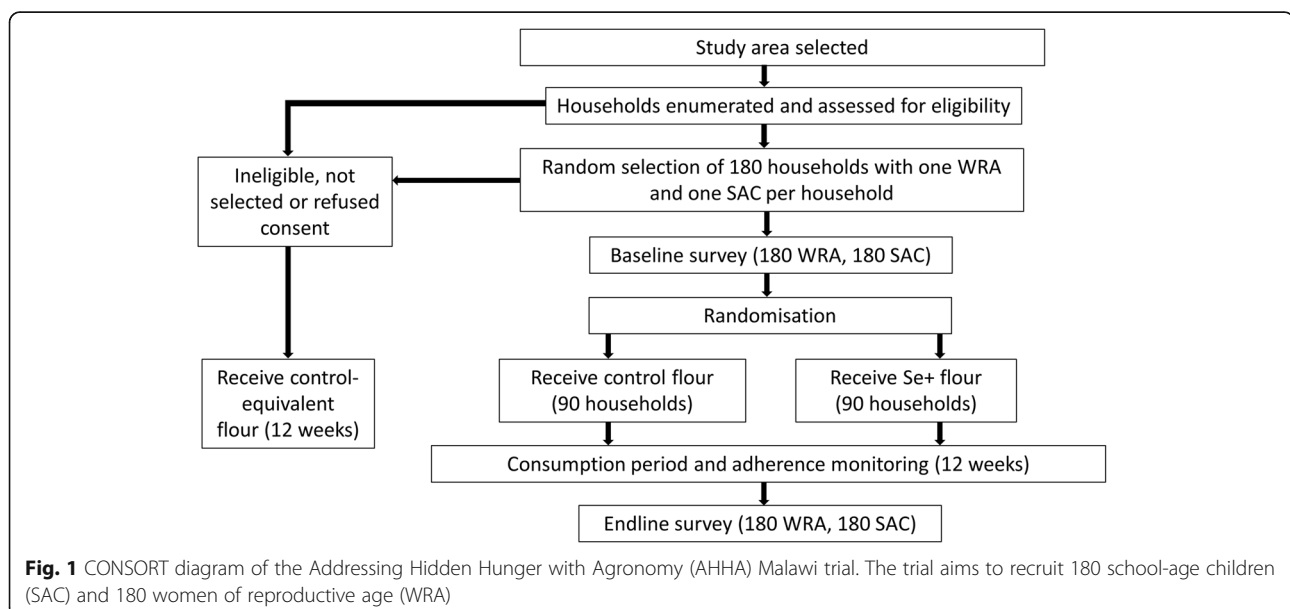 Study area selected
Households enumerated and assessed for eligibility
Ineligible, not
selected or refused
consent
Random selection of 180 households with one WRA
and one SAC per household
Baseline survey (180 WRA, 180 SAC)
Randomisation
Receive control-
equivalent
flour (12 weeks)
Receive control flour
(90 households)
Receive Se+ flour
(90 households)
Consumption period and adherence monitoring (12 weeks)
Endline survey (180 WRA, 180 SAC)
Fig. 1 CONSORT diagram of the Addressing Hidden Hunger with Agronomy (AHHA) Malawi trial. The trial aims to recruit 180 school-age children
(SAC) and 180 women of reproductive age (WRA)